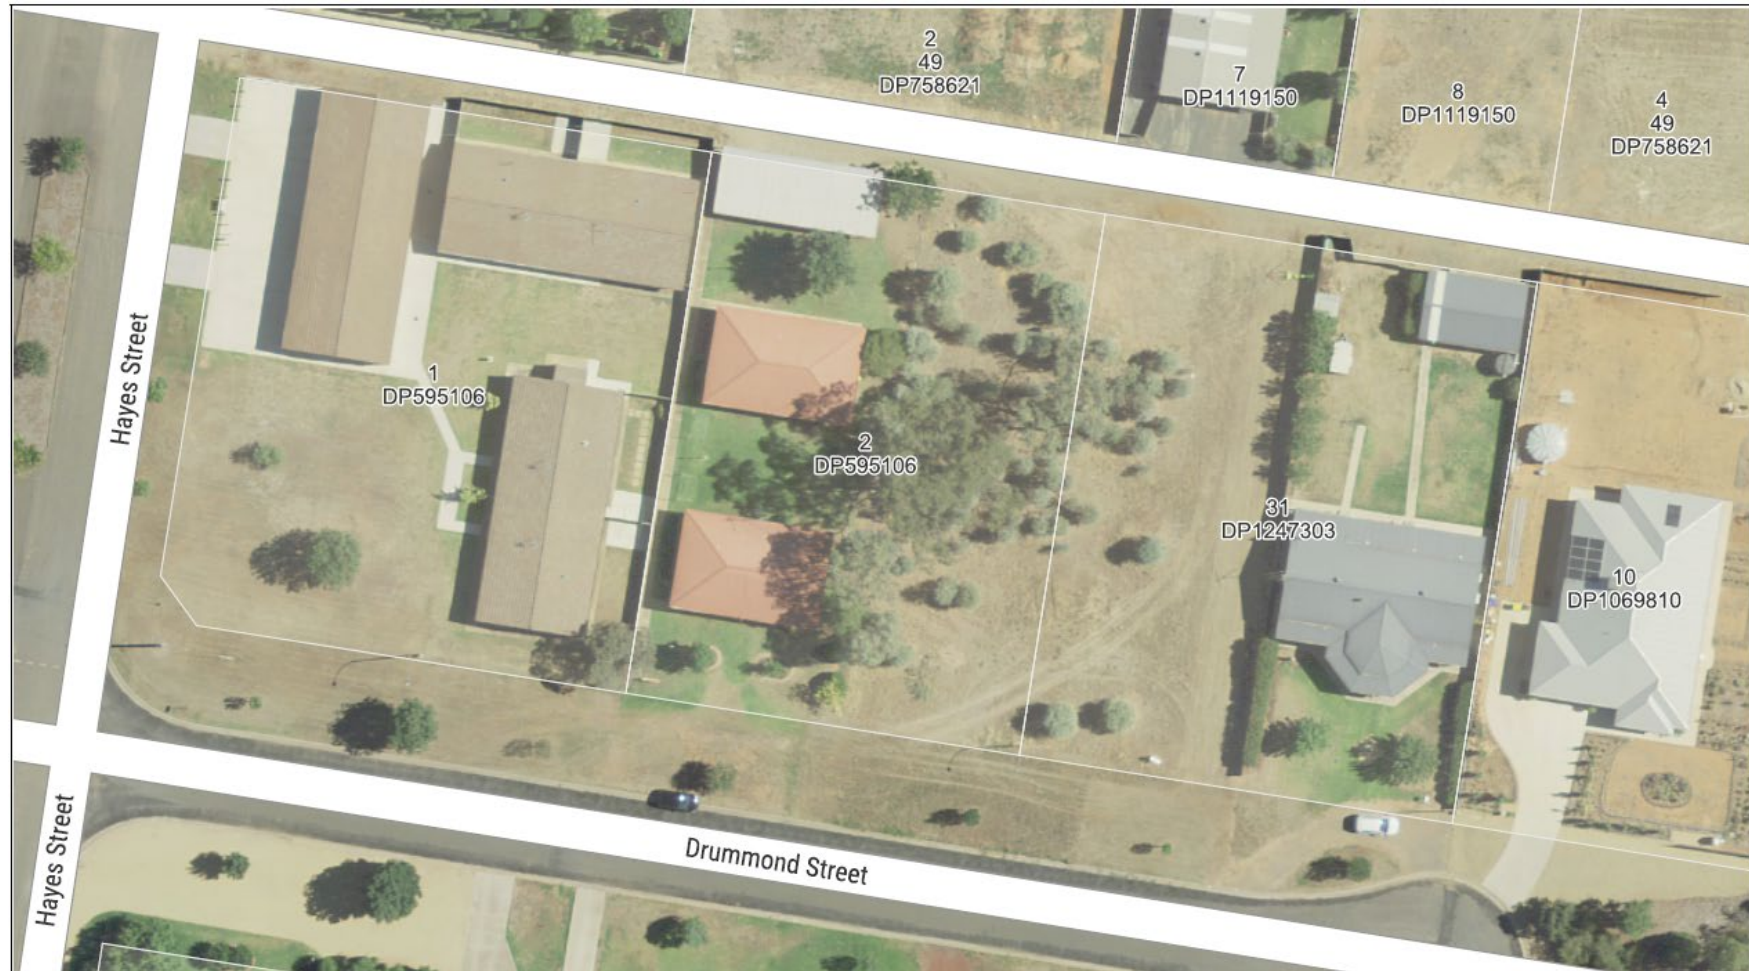 2
49
DP758621
7
DP1119150
8
DP1119150
4
49
DP758621
Hayes Street
1
DP595106
2
DP595106
31
DP1247303
10
DP1069810
Drummond Street
Hayes Street